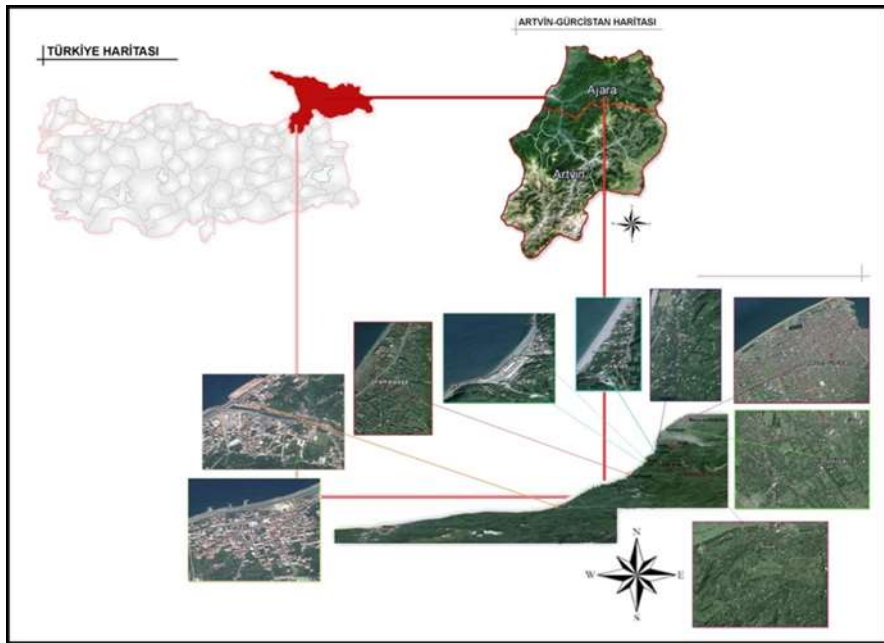 ARTVİN-GÜRCİSTAN HARİTASI
TÜRKİYE HARİTASI
Ajara
Artvin
N
W
E
N